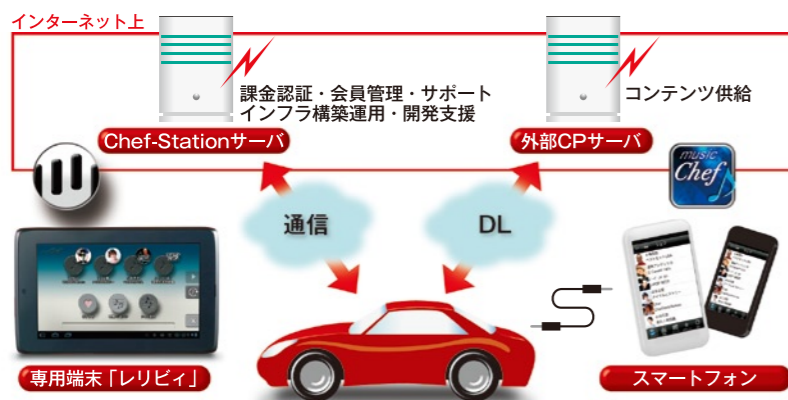 インターネット上
課金認証・会員管理・サポート
インフラ構築運用・開発支援
コンテンツ供給
Chef-Stationサーバ
外部CPサーバ
music
Chef
通信
DL
専用端末「レリビィ」
スマートフォン